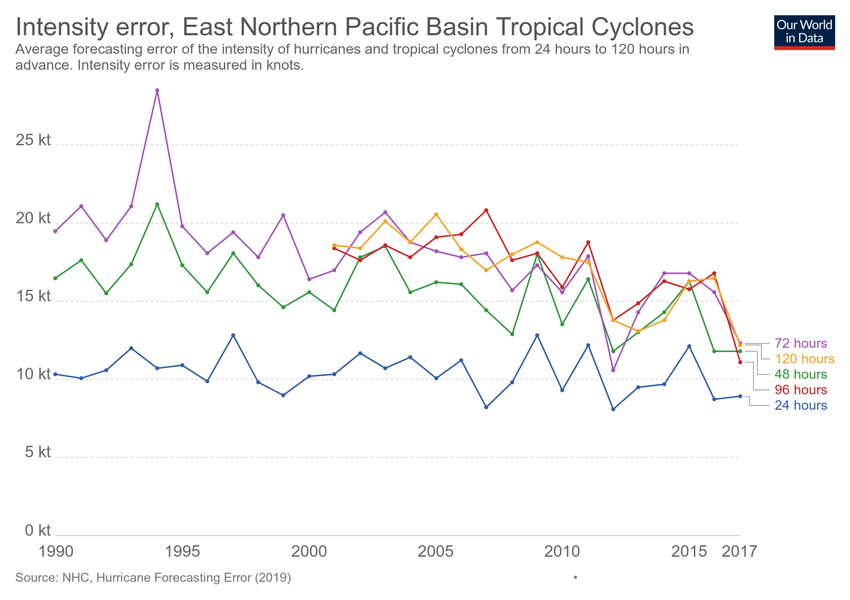 Intensity error, East Northern Pacific Basin Tropical Cyclones
Our World
in Data
Average forecasting error of the intensity of hurricanes and tropical cyclones from 24 hours to 120 hours in
advance. Intensity error is measured in knots.
25 kt
20 kt
15 kt
10 kt
5 kt
0 kt
72 hours
120 hours
48 hours
96 hours
24 hours
1990 1995 2000 2005 2010 2015 2017
Source: NHC, Hurricane Forecasting Error (2019)